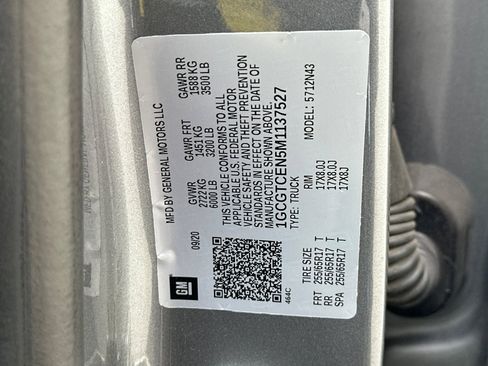 GM
MFD BY GENERAL MOTORS LLC
09/20
GVWR GAWR FRT GAWR RR
2722 KG 1451 KG 1588 KG
6000 LB 3200 LB 3500 LB
THIS VEHICLE CONFORMS TO ALL
APPLICABLE U.S. FEDERAL MOTOR
VEHICLE SAFETY AND THEFT PREVENTION
STANDARDS IN EFFECT ON THE DATE OF
MANUFACTURE SHOWN ABOVE.
1GCGTCEN5M1137527
TYPE: TRUCK MODEL: 5712N43
464C
TIRE SIZE RIM
FRT 255/65R17 T 17X8.0J
RR 255/65R17 T 17X8.0J
SPA 255/65R17 T 17X8J